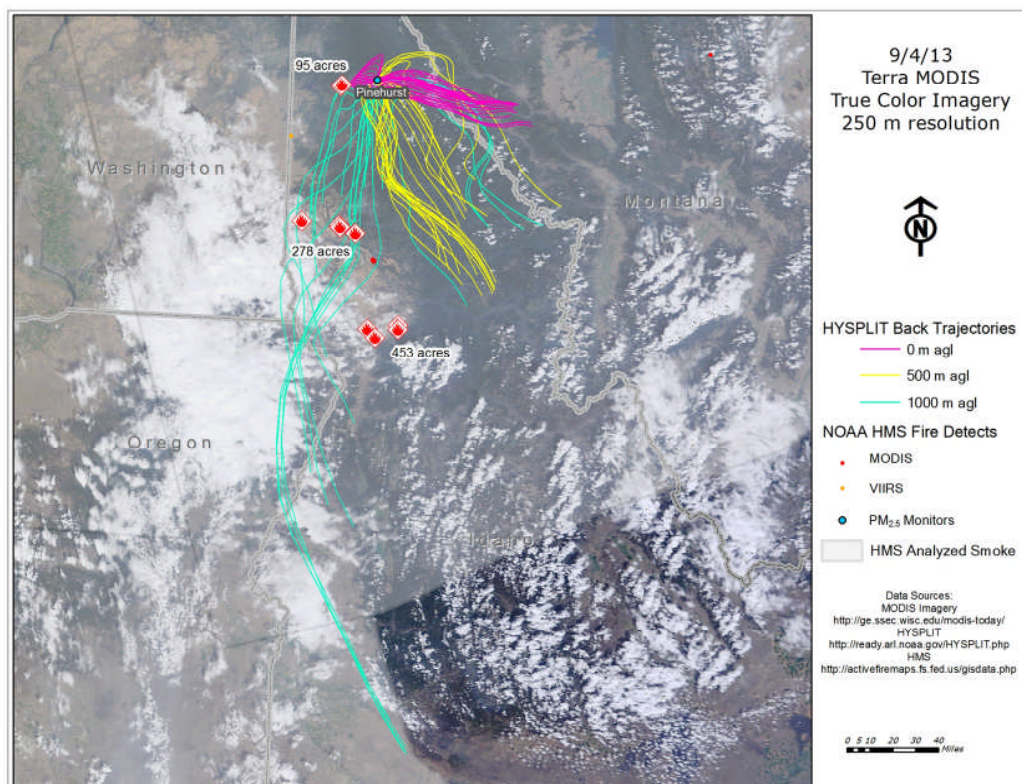 9/4/13
Terra MODIS
True Color Imagery
250 m resolution
95 acres
Pinehurst
Washington
Montana
278 acres
453 acres
Oregon
Idaho
N
HYSPLIT Back Trajectories
0 m agl
500 m agl
1000 m agl
NOAA HMS Fire Detects
MODIS
VIIRS
PM2.5 Monitors
HMS Analyzed Smoke
Data Sources:
MODIS Imagery
http://ge.ssec.wisc.edu/modis-today/
HYSPLIT
http://ready.arl.noaa.gov/HYSPLIT.php
HMS
http://activefiremaps.fs.fed.us/gisdata.php
0 5 10 20 30 40
Miles